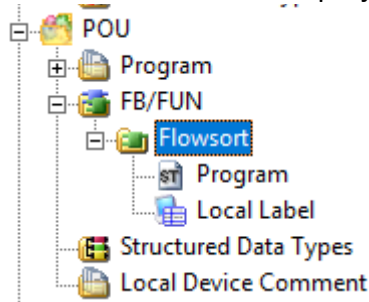 POU
Program
FB/FUN
Flowsort
ST Program
Local Label
Structured Data Types
Local Device Comment